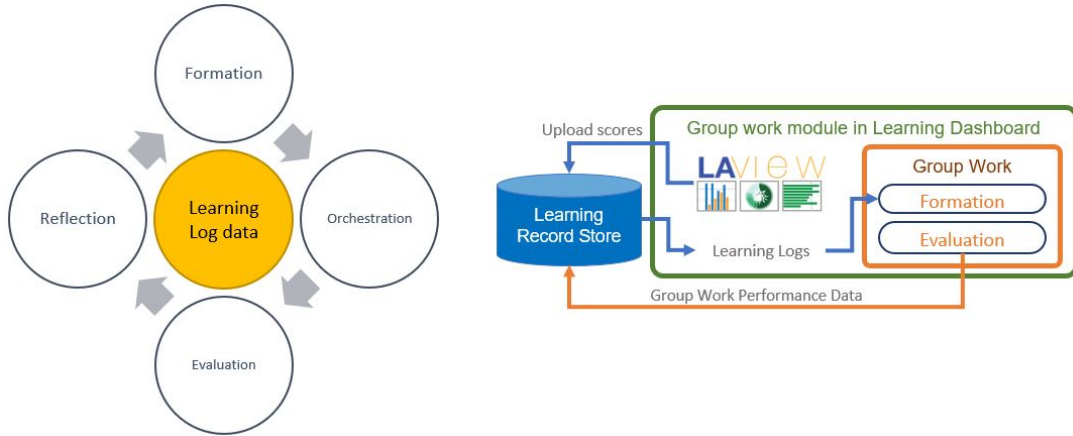 Formation
Reflection
Learning
Log data
Orchestration
Evaluation
Upload scores
Group work module in Learning Dashboard
LAVIEW
Group Work
Formation
Evaluation
Learning
Record Store
Learning Logs
Group Work Performance Data